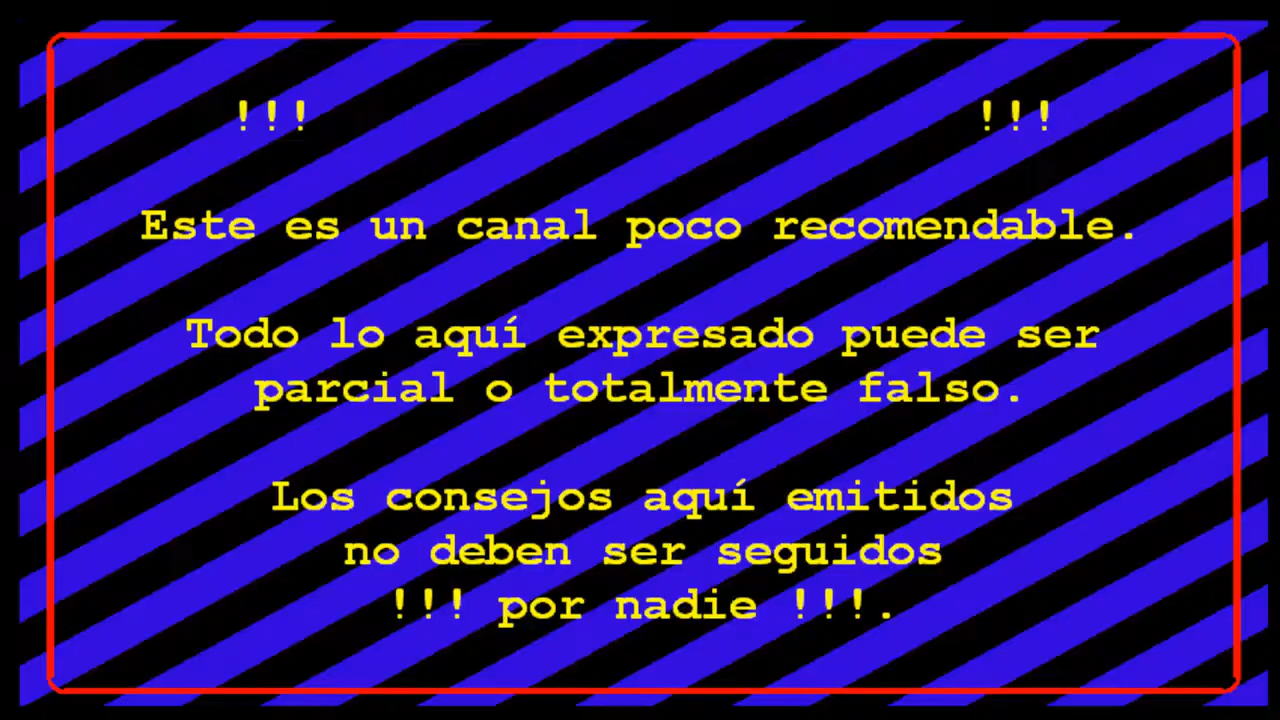 !!! !!!
Este es un canal poco recomendable.
Todo lo aquí expresado puede ser
parcial o totalmente falso.
Los consejos aquí emitidos
no deben ser seguidos
!!! por nadie !!!.